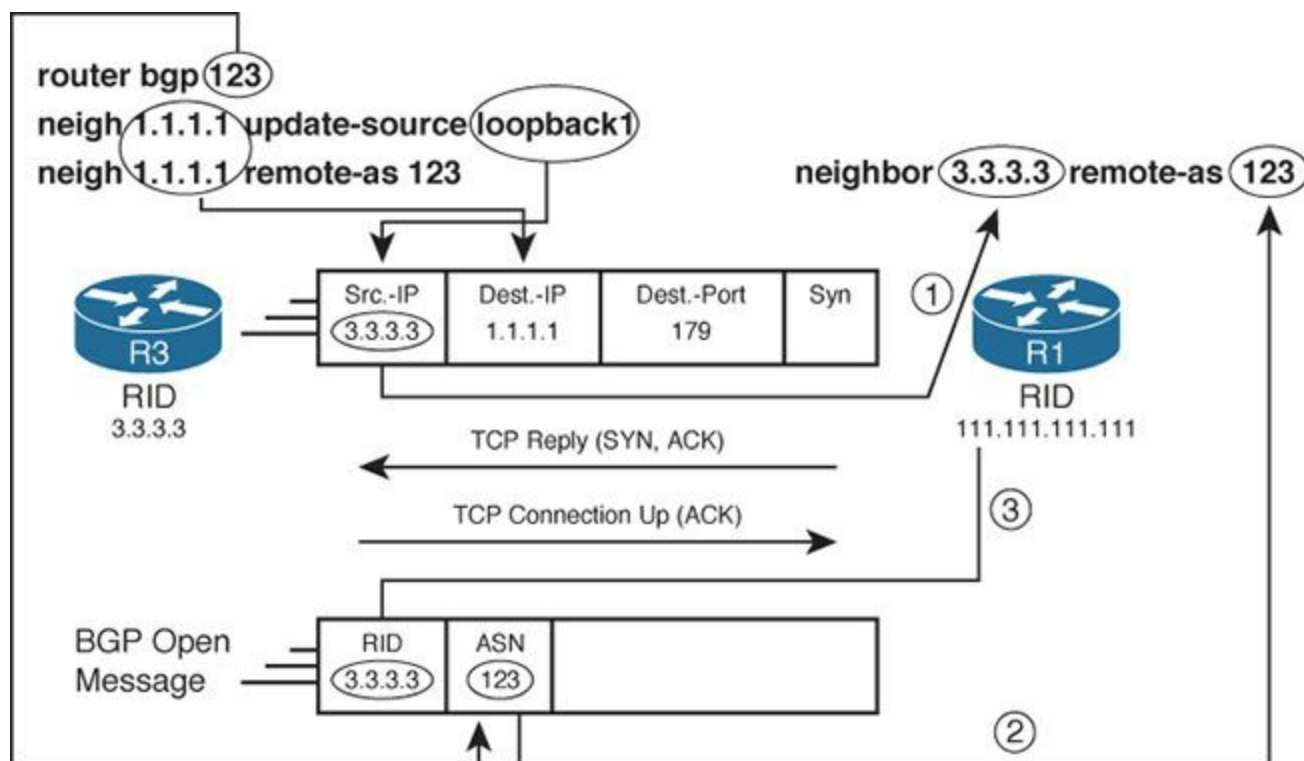 router bgp 123
neigh 1.1.1.1 update-source loopback1
neigh 1.1.1.1 remote-as 123
neighbor 3.3.3.3 remote-as 123
Src.-IP Dest.-IP Dest.-Port Syn
3.3.3.3 1.1.1.1 179
1
R3
RID
3.3.3.3
R1
RID
111.111.111.111
TCP Reply (SYN, ACK)
3
TCP Connection Up (ACK)
BGP Open
Message
RID ASN
3.3.3.3 123
2